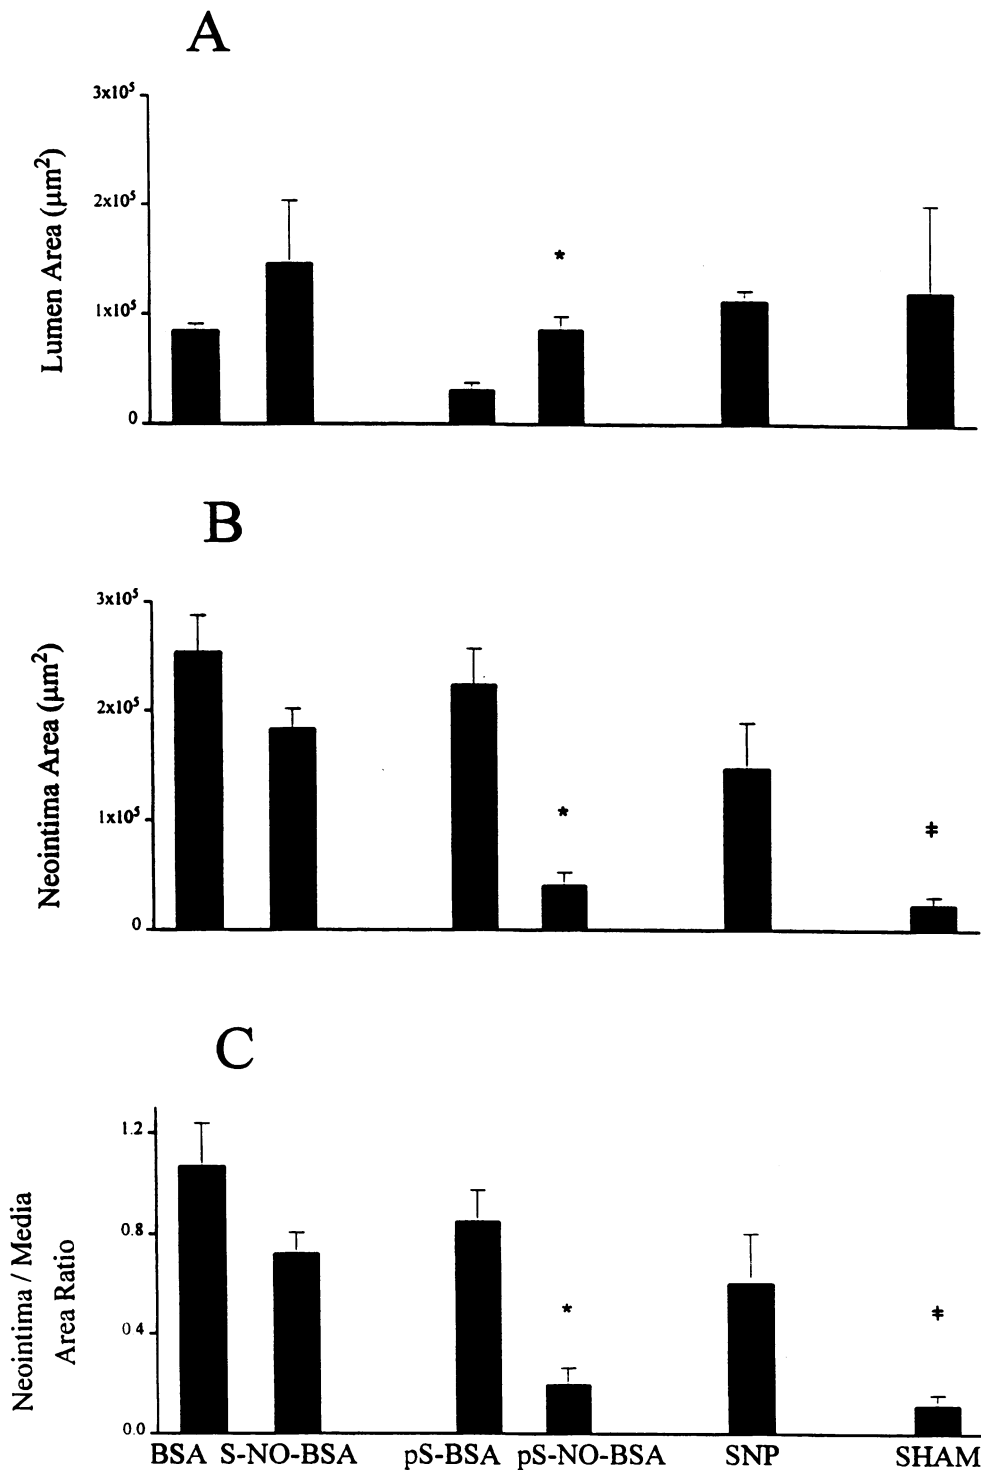 A
3x10⁵
2x10⁵
1x10⁵
0
Lumen Area (μm²)
*
B
3x10⁵
2x10⁵
1x10⁵
0
Neointima Area (μm²)
*
‡
C
1.2
0.8
0.4
0.0
Neointima / Media
Area Ratio
*
‡
BSA S-NO-BSA pS-BSA pS-NO-BSA SNP SHAM